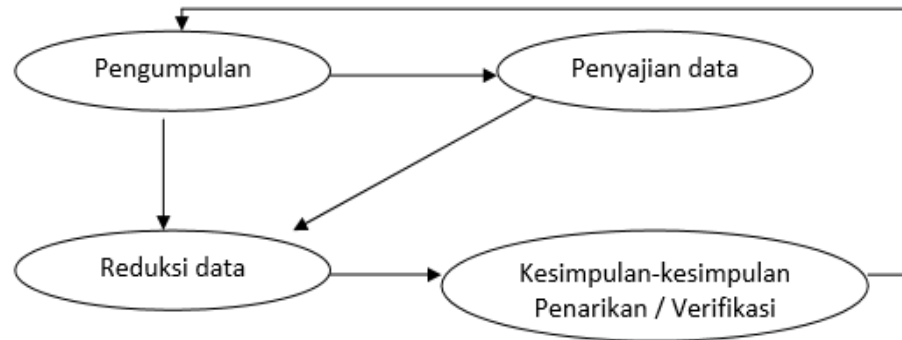 Pengumpulan
Penyajian data
Reduksi data
Kesimpulan-kesimpulan
Penarikan / Verifikasi